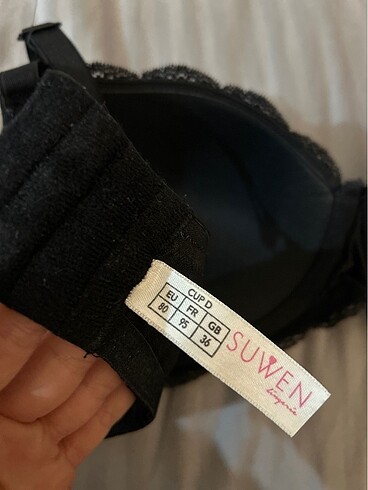 CUP D
EU FR GB
80 95 36
SUWEN
lingerie